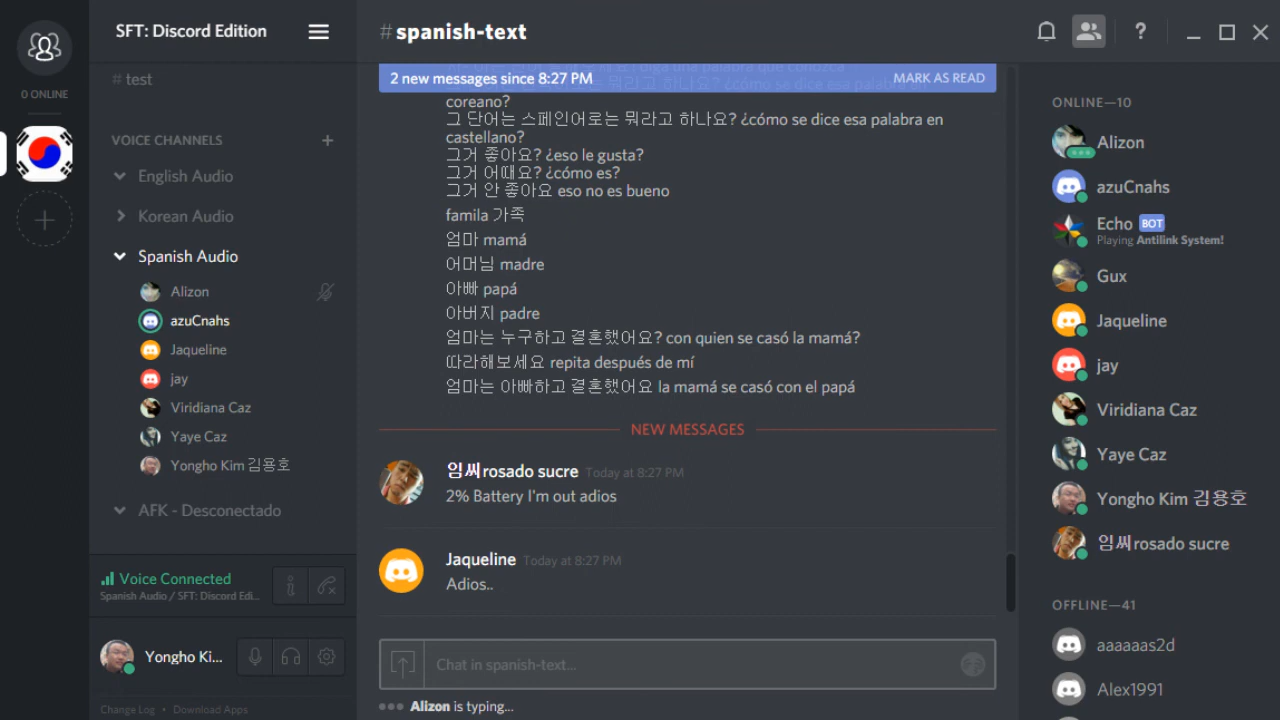 0 ONLINE
SFT: Discord Edition
# test
VOICE CHANNELS
English Audio
Korean Audio
Spanish Audio
Alizon
azuCnahs
Jaqueline
jay
Viridiana Caz
Yaye Caz
Yongho Kim 김용호
AFK - Desconectado
Voice Connected
Spanish Audio / SFT: Discord Edi...
Yongho Ki...
Change Log • Download Apps
# spanish-text
2 new messages since 8:27 PM MARK AS READ
coreano?
그 단어는 스페인어로는 뭐라고 하나요? ¿cómo se dice esa palabra en
castellano?
그거 좋아요? ¿eso le gusta?
그거 어때요? ¿cómo es?
그거 안 좋아요 eso no es bueno
famila 가족
엄마 mamá
어머님 madre
아빠 papá
아버지 padre
엄마는 누구하고 결혼했어요? con quien se casó la mamá?
따라해보세요 repita después de mí
엄마는 아빠하고 결혼했어요 la mamá se casó con el papá
NEW MESSAGES
임씨rosado sucre Today at 8:27 PM
2% Battery I'm out adios
Jaqueline Today at 8:27 PM
Adios..
Chat in spanish-text...
Alizon is typing...
ONLINE—10
Alizon
azuCnahs
Echo BOT
Playing Antilink System!
Gux
Jaqueline
jay
Viridiana Caz
Yaye Caz
Yongho Kim 김용호
임씨rosado sucre
OFFLINE—41
aaaaaas2d
Alex1991